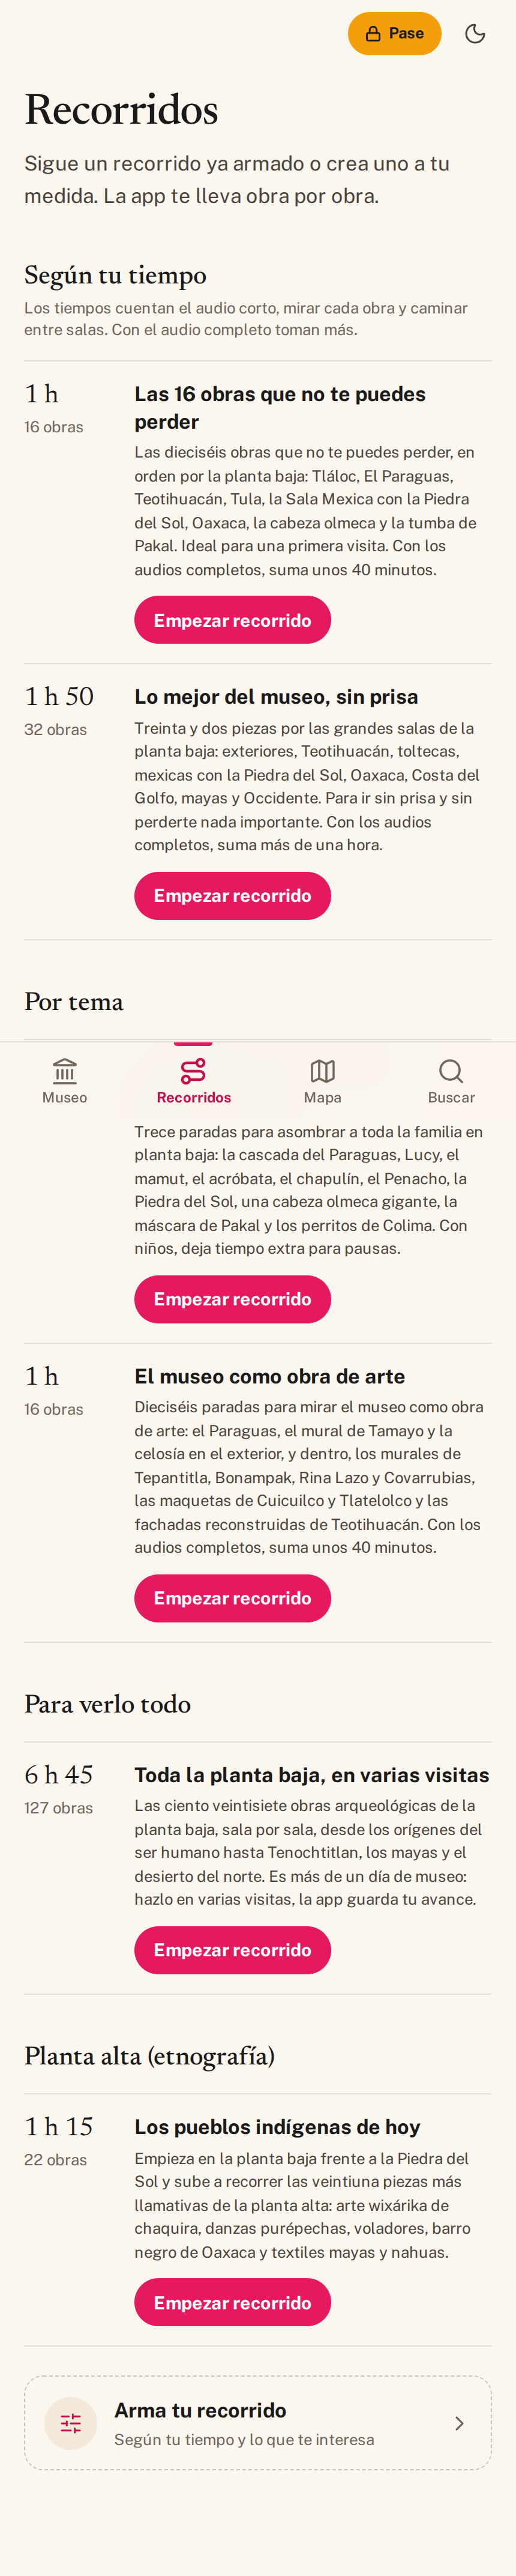 Pase
Recorridos
Sigue un recorrido ya armado o crea uno a tu
medida. La app te lleva obra por obra.
Según tu tiempo
Los tiempos cuentan el audio corto, mirar cada obra y caminar
entre salas. Con el audio completo toman más.
1 h
16 obras
Las 16 obras que no te puedes
perder
Las dieciséis obras que no te puedes perder, en
orden por la planta baja: Tláloc, El Paraguas,
Teotihuacán, Tula, la Sala Mexica con la Piedra
del Sol, Oaxaca, la cabeza olmeca y la tumba de
Pakal. Ideal para una primera visita. Con los
audios completos, suma unos 40 minutos.
Empezar recorrido
1 h 50
32 obras
Lo mejor del museo, sin prisa
Treinta y dos piezas por las grandes salas de la
planta baja: exteriores, Teotihuacán, toltecas,
mexicas con la Piedra del Sol, Oaxaca, Costa del
Golfo, mayas y Occidente. Para ir sin prisa y sin
perderte nada importante. Con los audios
completos, suma más de una hora.
Empezar recorrido
Por tema
Museo
Recorridos
Mapa
Buscar
Trece paradas para asombrar a toda la familia en
planta baja: la cascada del Paraguas, Lucy, el
mamut, el acróbata, el chapulín, el Penacho, la
Piedra del Sol, una cabeza olmeca gigante, la
máscara de Pakal y los perritos de Colima. Con
niños, deja tiempo extra para pausas.
Empezar recorrido
1 h
16 obras
El museo como obra de arte
Dieciséis paradas para mirar el museo como obra
de arte: el Paraguas, el mural de Tamayo y la
celosía en el exterior, y dentro, los murales de
Tepantitla, Bonampak, Rina Lazo y Covarrubias,
las maquetas de Cuicuilco y Tlatelolco y las
fachadas reconstruidas de Teotihuacán. Con los
audios completos, suma unos 40 minutos.
Empezar recorrido
Para verlo todo
6 h 45
127 obras
Toda la planta baja, en varias visitas
Las ciento veintisiete obras arqueológicas de la
planta baja, sala por sala, desde los orígenes del
ser humano hasta Tenochtitlan, los mayas y el
desierto del norte. Es más de un día de museo:
hazlo en varias visitas, la app guarda tu avance.
Empezar recorrido
Planta alta (etnografía)
1 h 15
22 obras
Los pueblos indígenas de hoy
Empieza en la planta baja frente a la Piedra del
Sol y sube a recorrer las veintiuna piezas más
llamativas de la planta alta: arte wixárika de
chaquira, danzas purépechas, voladores, barro
negro de Oaxaca y textiles mayas y nahuas.
Empezar recorrido
Arma tu recorrido
Según tu tiempo y lo que te interesa